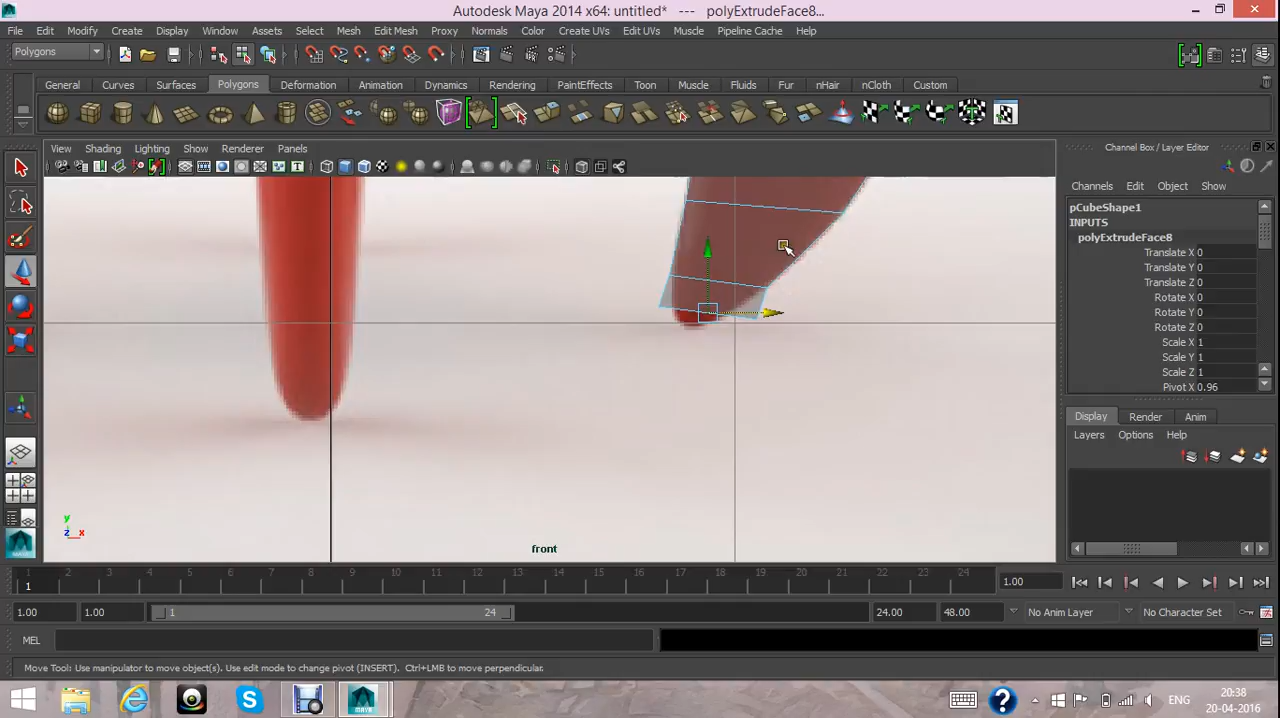 Autodesk Maya 2014 x64: untitled* --- polyExtrudeFace8...
File Edit Modify Create Display Window Assets Select Mesh Edit Mesh Proxy Normals Color Create UVs Edit UVs Muscle Pipeline Cache Help
Polygons
General Curves Surfaces Polygons Deformation Animation Dynamics Rendering PaintEffects Toon Muscle Fluids Fur nHair nCloth Custom
View Shading Lighting Show Renderer Panels
Channel Box / Layer Editor
Channels Edit Object Show
pCubeShape1
INPUTS
polyExtrudeFace8
Translate X 0
Translate Y 0
Translate Z 0
Rotate X 0
Rotate Y 0
Rotate Z 0
Scale X 1
Scale Y 1
Scale Z 1
Pivot X 0.96
Display Render Anim
Layers Options Help
y
z x
front
1 2 3 4 5 6 7 8 9 10 11 12 13 14 15 16 17 18 19 20 21 22 23 24
1 1.00
1.00 1.00 1 24 24.00 48.00 No Anim Layer No Character Set
MEL
Move Tool: Use manipulator to move object(s). Use edit mode to change pivot (INSERT). Ctrl+LMB to move perpendicular.
ENG
20:38
20-04-2016